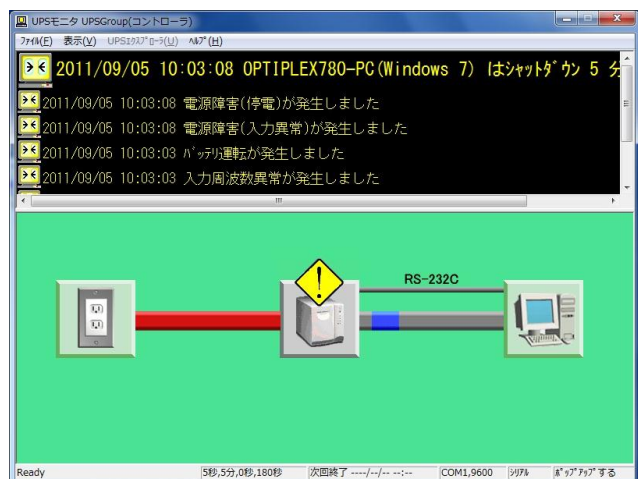 UPSモニタ UPSGroup(コントローラ)
ﾌｧｲﾙ(F) 表示(V) UPSｴｸｽﾌﾟﾛｰﾗ(U) ﾍﾙﾌﾟ(H)
2011/09/05 10:03:08 OPTIPLEX780-PC(Windows 7) はｼｬｯﾄﾀﾞｳﾝ 5 分
2011/09/05 10:03:08 電源障害(停電)が発生しました
2011/09/05 10:03:08 電源障害(入力異常)が発生しました
2011/09/05 10:03:03 ﾊﾞｯﾃﾘ運転が発生しました
2011/09/05 10:03:03 入力周波数異常が発生しました
RS-232C
Ready 5秒,5分,0秒,180秒 次回終了 ----/--/-- --:-- COM1,9600 ｼﾘｱﾙ ﾎﾟｯﾌﾟｱｯﾌﾟする